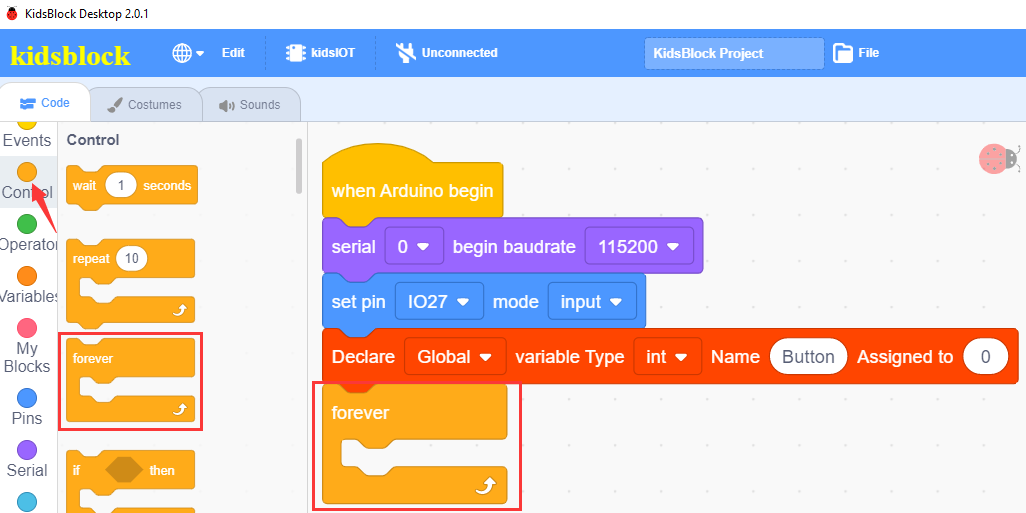 KidsBlock Desktop 2.0.1
kidsblock
Edit
kidsIOT
Unconnected
KidsBlock Project
File
Code
Costumes
Sounds
Events
Control
Operator
Variables
My
Blocks
Pins
Serial
Control
wait 1 seconds
repeat 10
forever
if then
when Arduino begin
serial 0 begin baudrate 115200
set pin IO27 mode input
Declare Global variable Type int Name Button Assigned to 0
forever